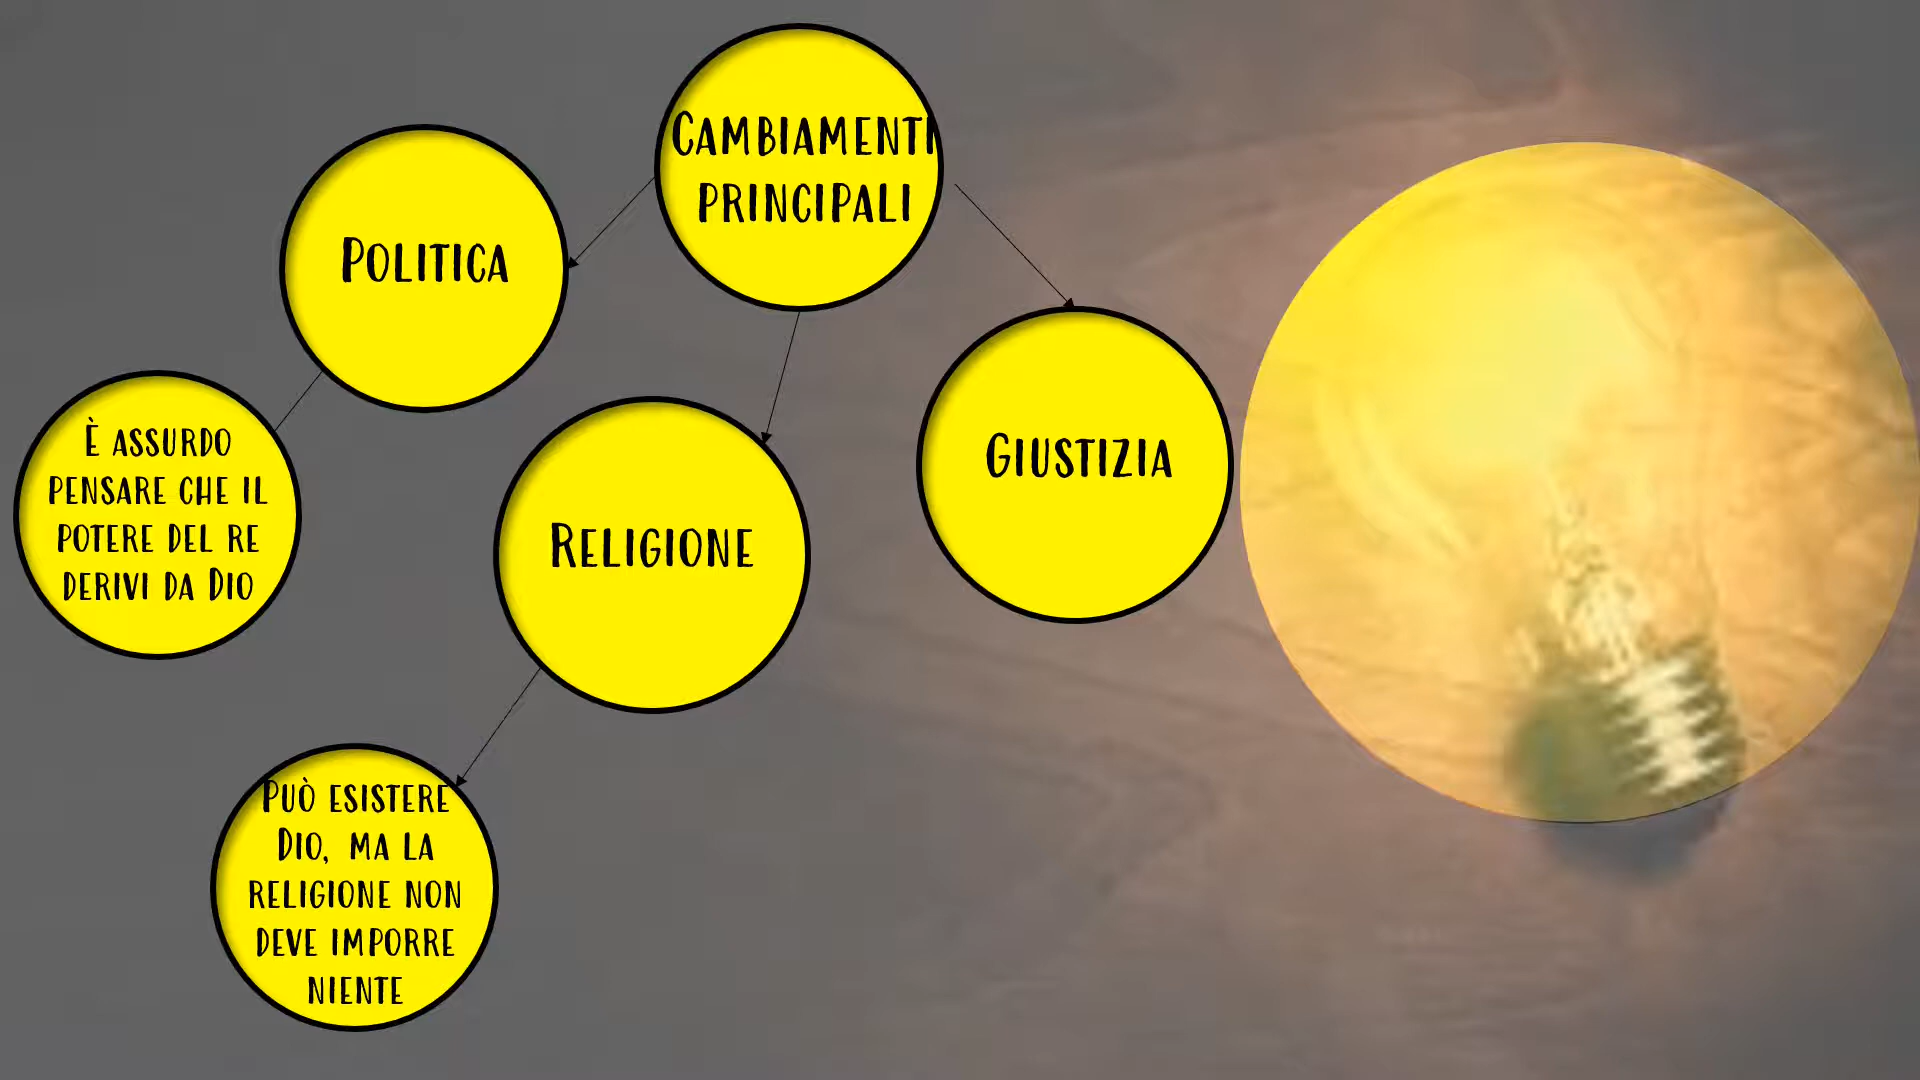 Cambiamenti
principali
Politica
Giustizia
È assurdo
pensare che il
potere del re
derivi da Dio
Religione
Può esistere
Dio, ma la
religione non
deve imporre
niente